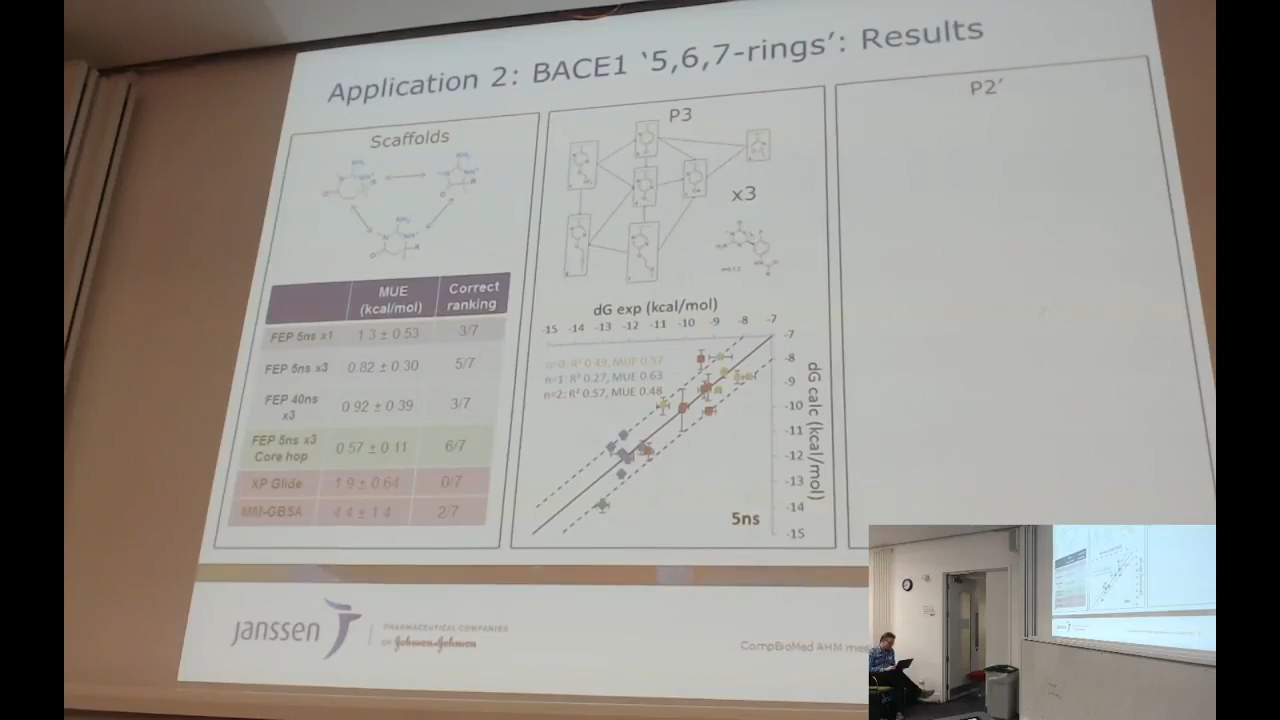 Application 2: BACE1 ‘5,6,7-rings’: Results
Scaffolds
MUE (kcal/mol)
Correct ranking
FEP 5ns x1 1.3 ± 0.53 3/7
FEP 5ns x3 0.82 ± 0.30 5/7
FEP 40ns x3 0.92 ± 0.39 3/7
FEP 5ns x3 Core hop 0.57 ± 0.11 6/7
XP Glide 1.9 ± 0.64 0/7
MM-GBSA 4.4 ± 1.4 2/7
P3
x3
dG exp (kcal/mol)
-15 -14 -13 -12 -11 -10 -9 -8 -7
n=0: R² 0.49, MUE 0.57
n=1: R² 0.27, MUE 0.63
n=2: R² 0.57, MUE 0.48
-7
-8
-9
-10
-11
-12
-13
-14
-15
dG calc (kcal/mol)
5ns
P2’
janssen
PHARMACEUTICAL COMPANIES
OF Johnson & Johnson
CompBioMed AHM